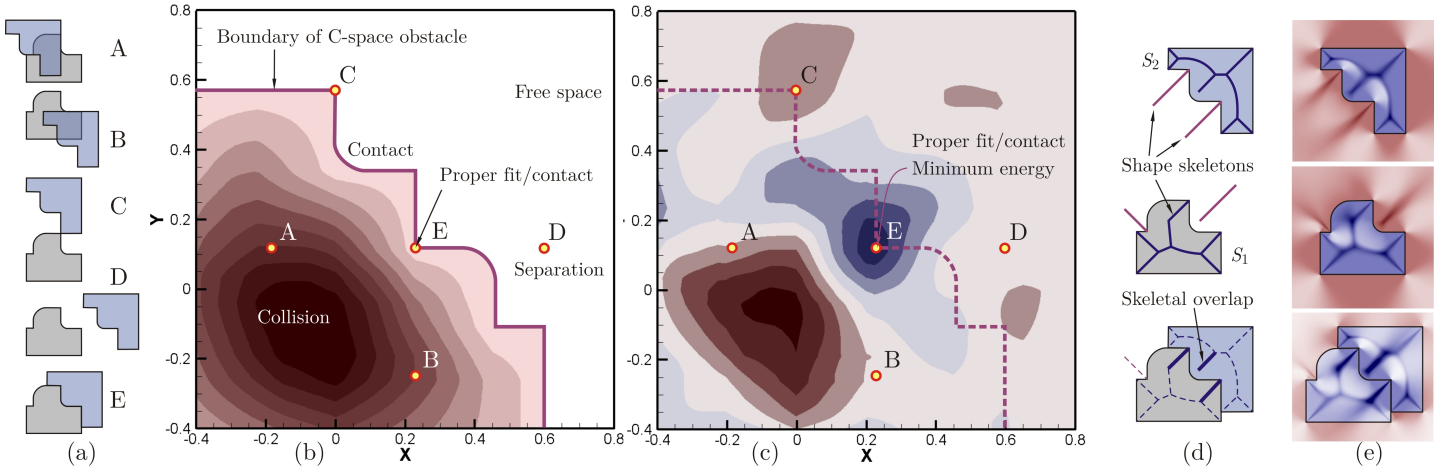 A
B
C
D
E
(a)
0.8
0.6
0.4
0.2
0
-0.2
-0.4
Y
Boundary of C-space obstacle
C
Free space
Contact
Proper fit/contact
A
E
D
Separation
Collision
B
-0.4
-0.2
0
0.2
0.4
0.6
0.8
(b)
X
0.8
0.6
0.4
0.2
0
-0.2
-0.4
C
Proper fit/contact
Minimum energy
A
E
D
B
-0.4
-0.2
0
0.2
0.4
0.6
0.8
(c)
X
S2
Shape skeletons
S1
Skeletal overlap
(d)
(e)